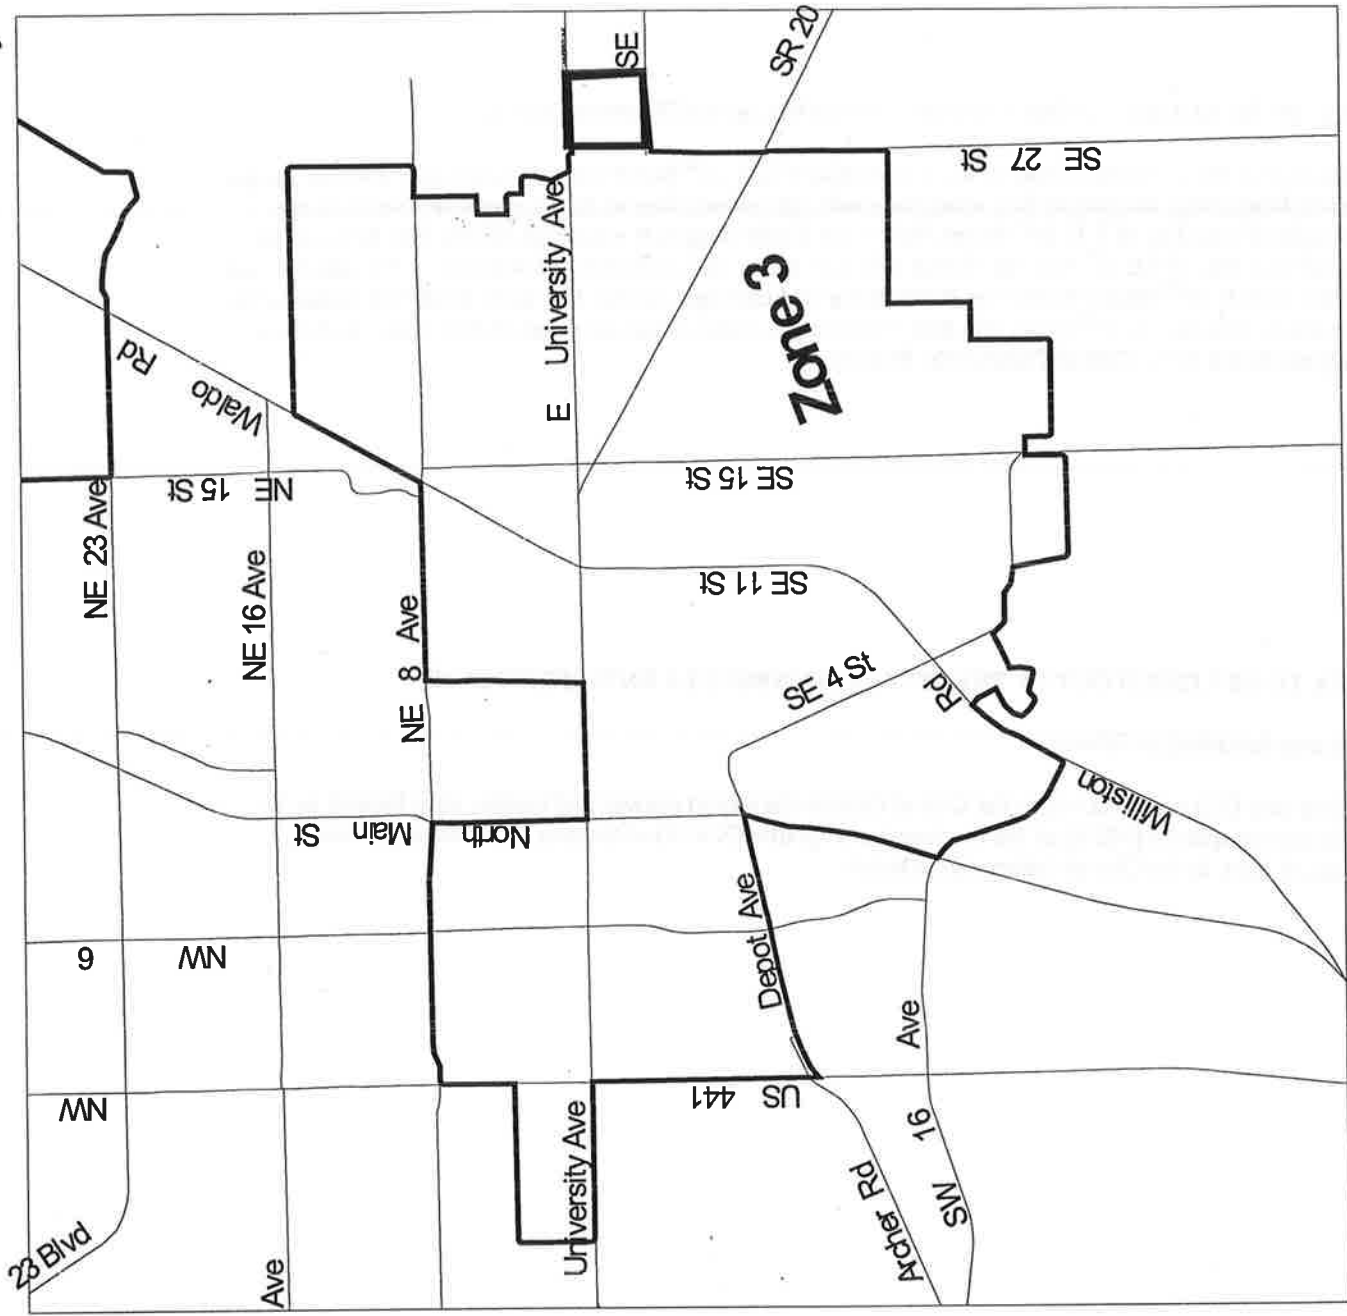 SR 20
SE
SE 27 St
E University Ave
Zone 3
Waldo Rd
NE 15 St
SE 15 St
NE 23 Ave
NE 16 Ave
NE 8 Ave
SE 11 St
SE 4 St
Williston Rd
North Main St
Depot Ave
NW 6
NW
US 441
SW 16 Ave
Archer Rd
University Ave
23 Blvd
Ave